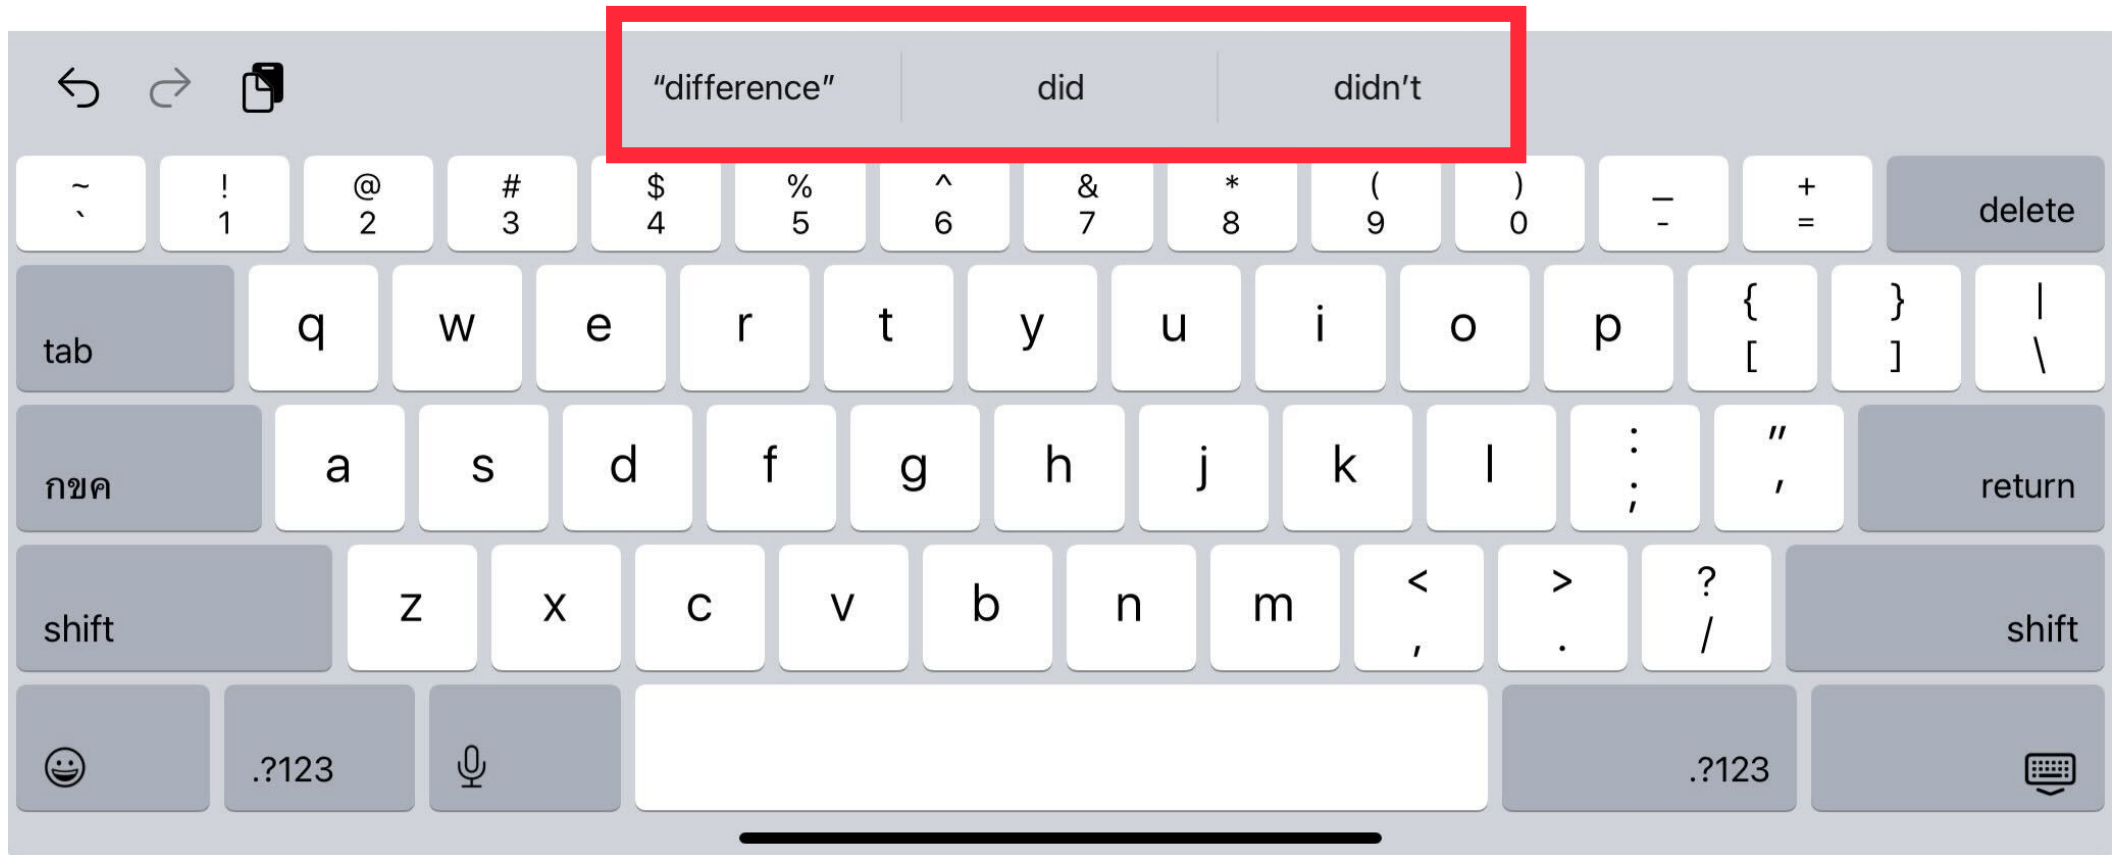 “difference” did didn’t
~ ! @ # $ % ^ & * ( ) _ +
` 1 2 3 4 5 6 7 8 9 0 - = delete
tab q w e r t y u i o p { [ } ] | \
กขค a s d f g h j k l : ; " ' return
shift z x c v b n m < , > . ? / shift
.?123 .?123